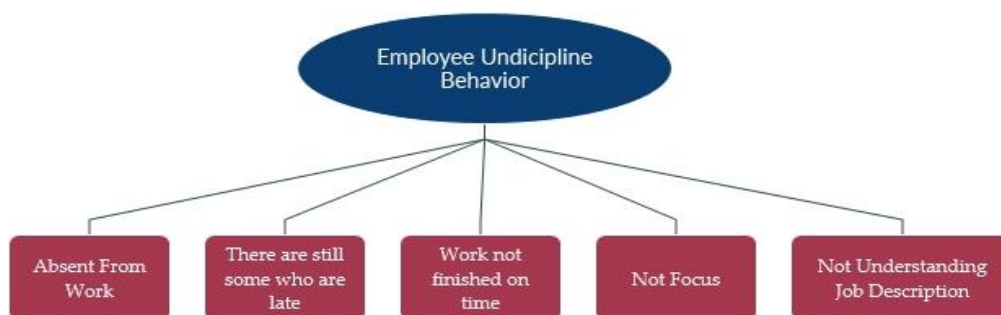 Employee Undicipline
Behavior
Absent From
Work
There are still
some who are
late
Work not
finished on
time
Not Focus
Not Understanding
Job Description